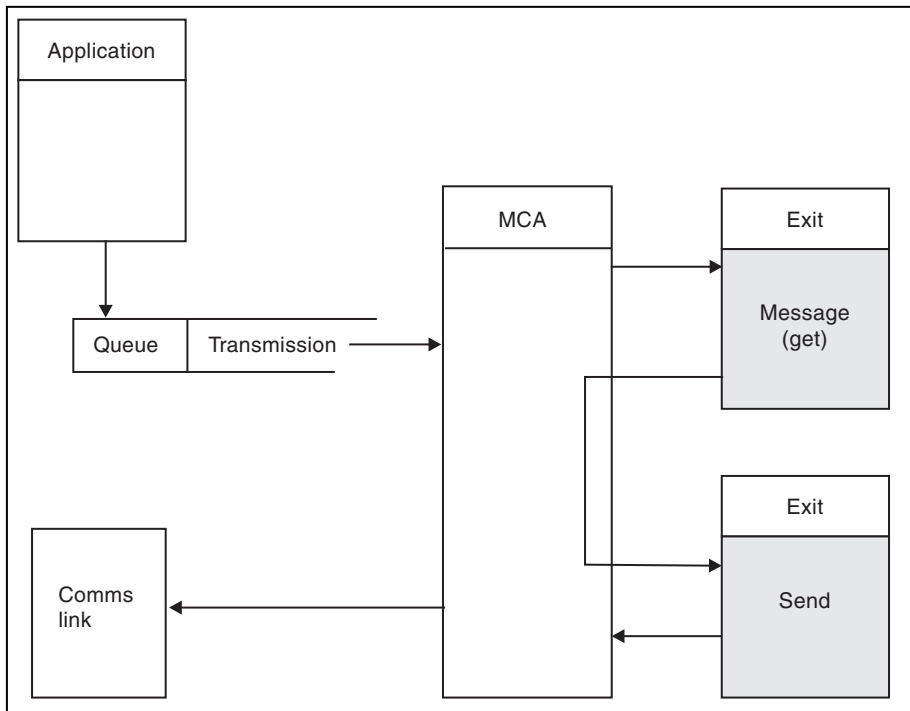 Application
MCA
Exit
Message
(get)
Queue
Transmission
Exit
Send
Comms
link